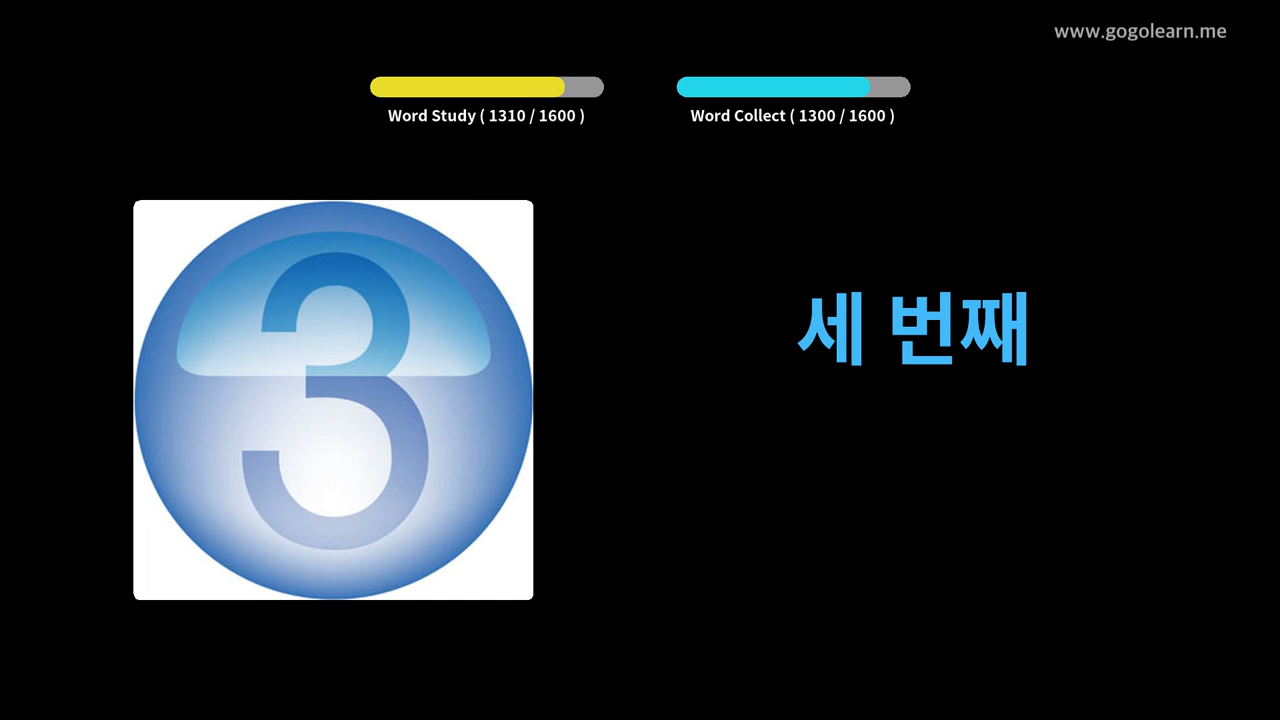 www.gogolearn.me
Word Study ( 1310 / 1600 )
Word Collect ( 1300 / 1600 )
3
세 번째